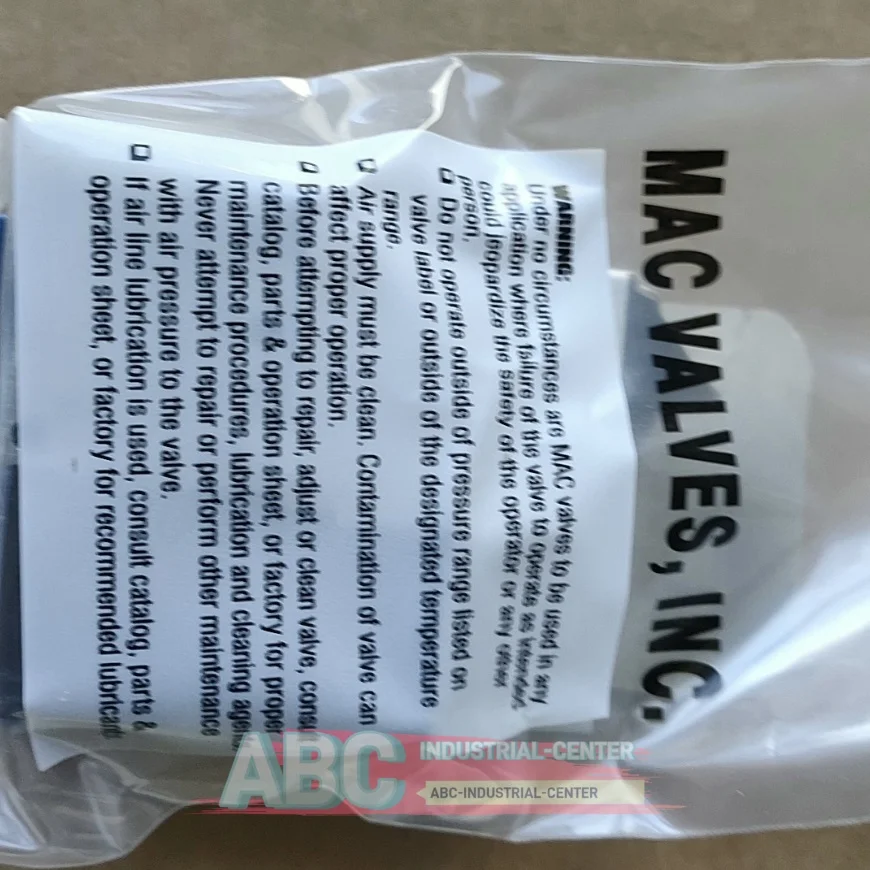 MAC VALVES, INC.
WARNING:
Under no circumstances are MAC valves to be used in any
application where failure of the valve to operate as intended
could jeopardize the safety of the operator or any other
person.
Do not operate outside of pressure range listed on
valve label or outside of the designated temperature
range.
Air supply must be clean. Contamination of valve can
affect proper operation.
Before attempting to repair, adjust or clean valve, consu
catalog, parts & operation sheet, or factory for proper
maintenance procedures, lubrication and cleaning agen
Never attempt to repair or perform other maintenance
with air pressure to the valve.
If air line lubrication is used, consult catalog, parts &
operation sheet, or factory for recommended lubrican
ABC INDUSTRIAL-CENTER
ABC-INDUSTRIAL-CENTER